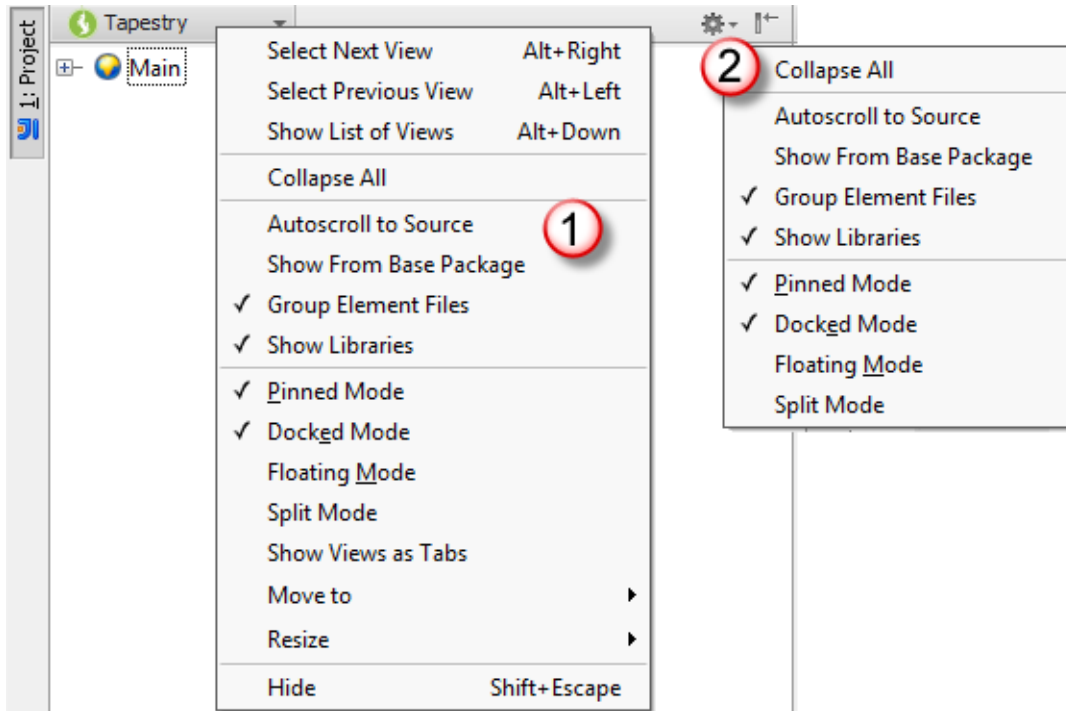 1: Project
Tapestry
Main
Select Next View Alt+Right
Select Previous View Alt+Left
Show List of Views Alt+Down
Collapse All
Autoscroll to Source
Show From Base Package
Group Element Files
Show Libraries
Pinned Mode
Docked Mode
Floating Mode
Split Mode
Show Views as Tabs
Move to
Resize
Hide Shift+Escape
1
2
Collapse All
Autoscroll to Source
Show From Base Package
Group Element Files
Show Libraries
Pinned Mode
Docked Mode
Floating Mode
Split Mode